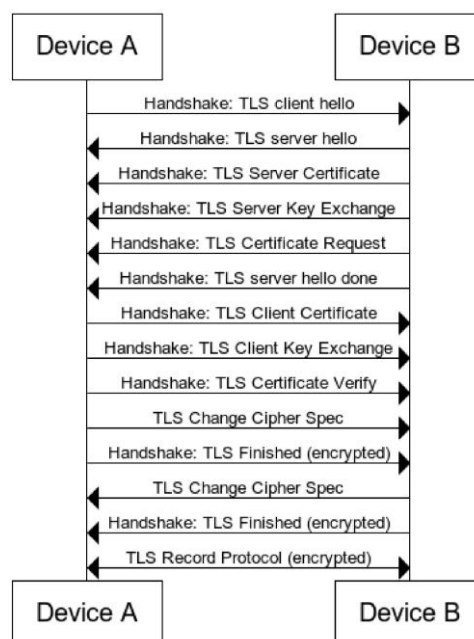 Device A
Device B
Handshake: TLS client hello
Handshake: TLS server hello
Handshake: TLS Server Certificate
Handshake: TLS Server Key Exchange
Handshake: TLS Certificate Request
Handshake: TLS server hello done
Handshake: TLS Client Certificate
Handshake: TLS Client Key Exchange
Handshake: TLS Certificate Verify
TLS Change Cipher Spec
Handshake: TLS Finished (encrypted)
TLS Change Cipher Spec
Handshake: TLS Finished (encrypted)
TLS Record Protocol (encrypted)
Device A
Device B